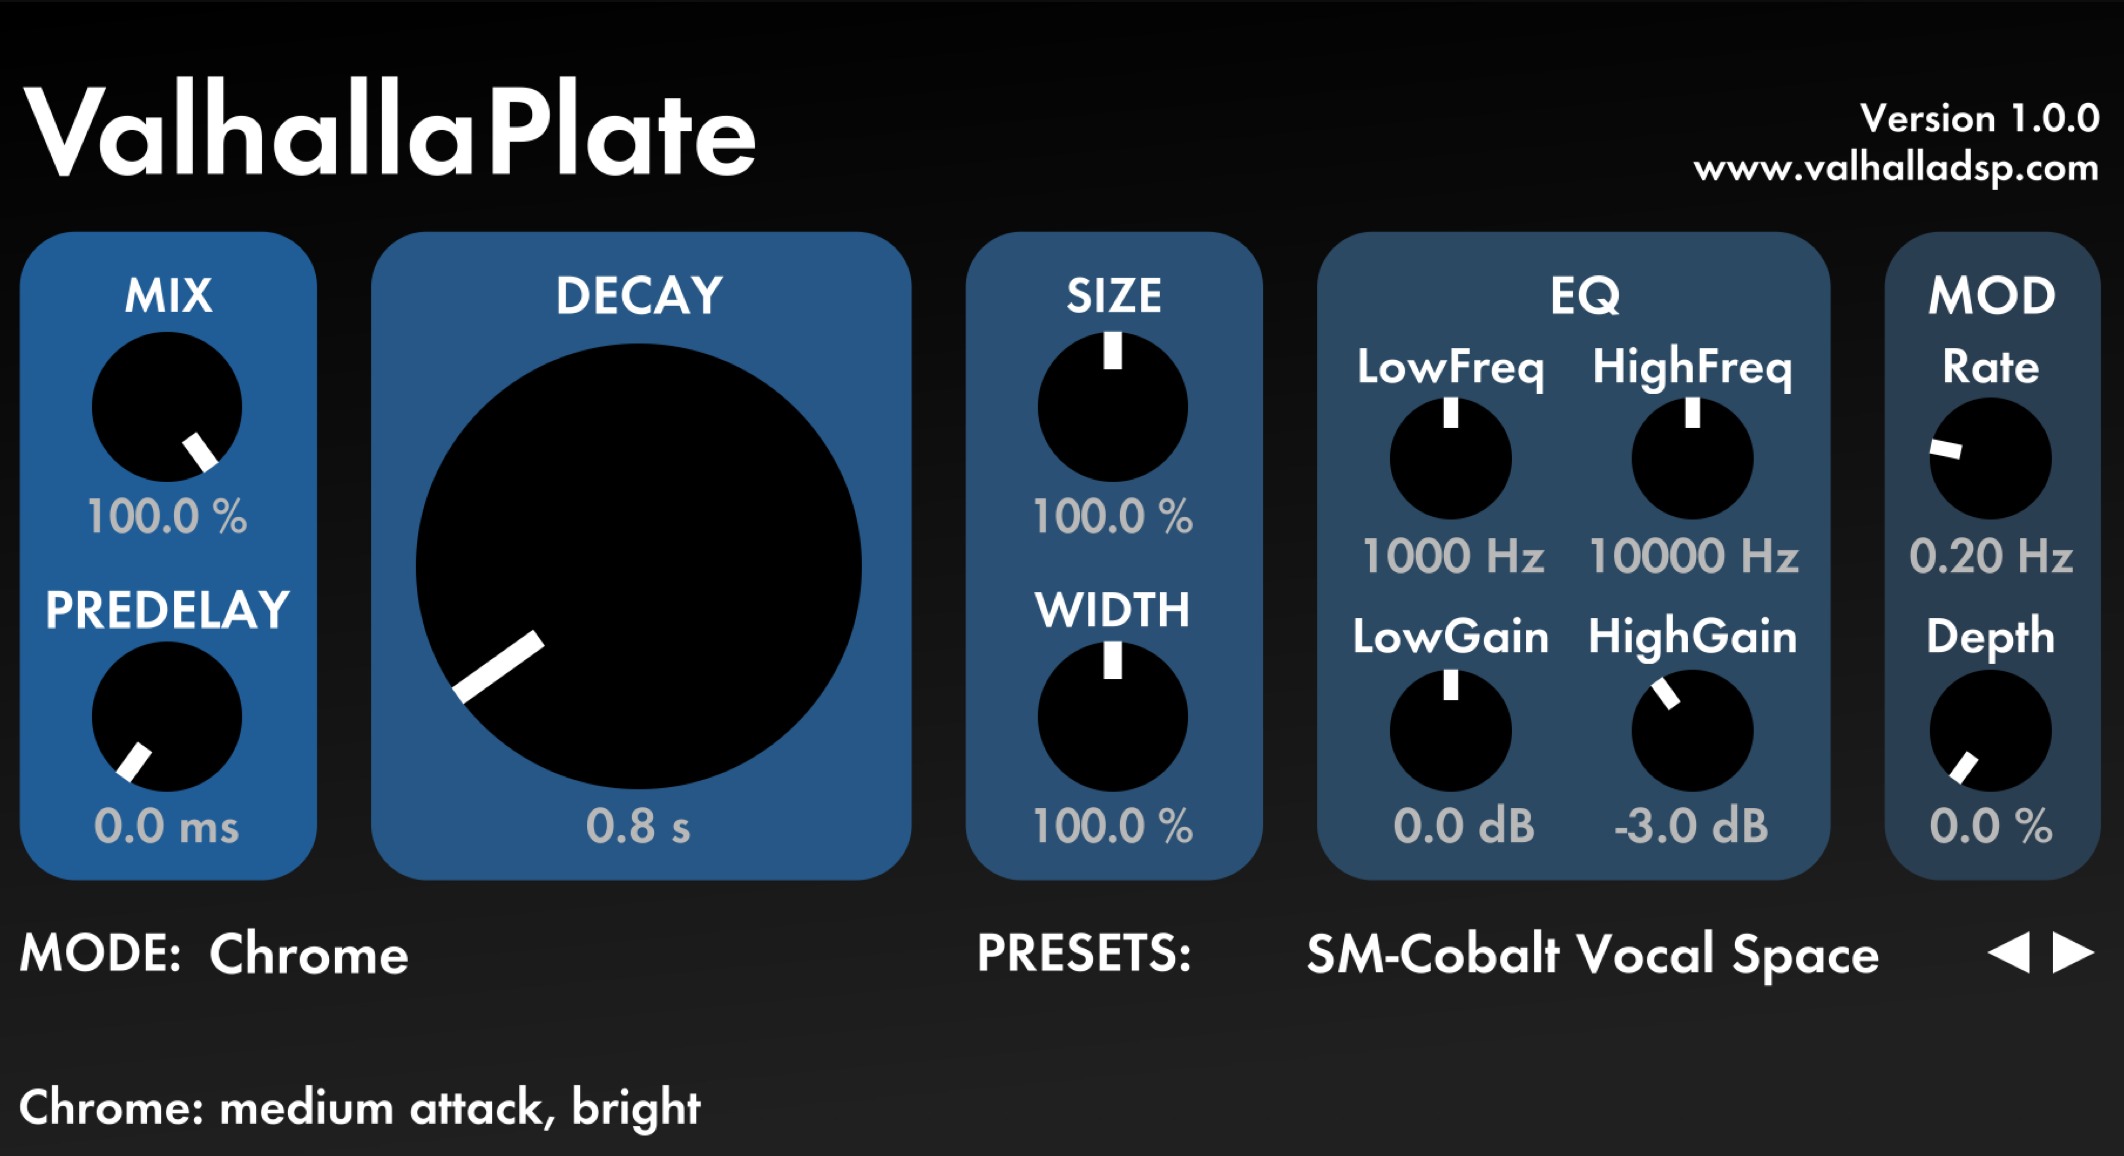 ValhallaPlate
Version 1.0.0
www.valhalladsp.com
MIX
100.0 %
PREDELAY
0.0 ms
DECAY
0.8 s
SIZE
100.0 %
WIDTH
100.0 %
EQ
LowFreq HighFreq
1000 Hz 10000 Hz
LowGain HighGain
0.0 dB -3.0 dB
MOD
Rate
0.20 Hz
Depth
0.0 %
MODE: Chrome
PRESETS: SM-Cobalt Vocal Space
Chrome: medium attack, bright